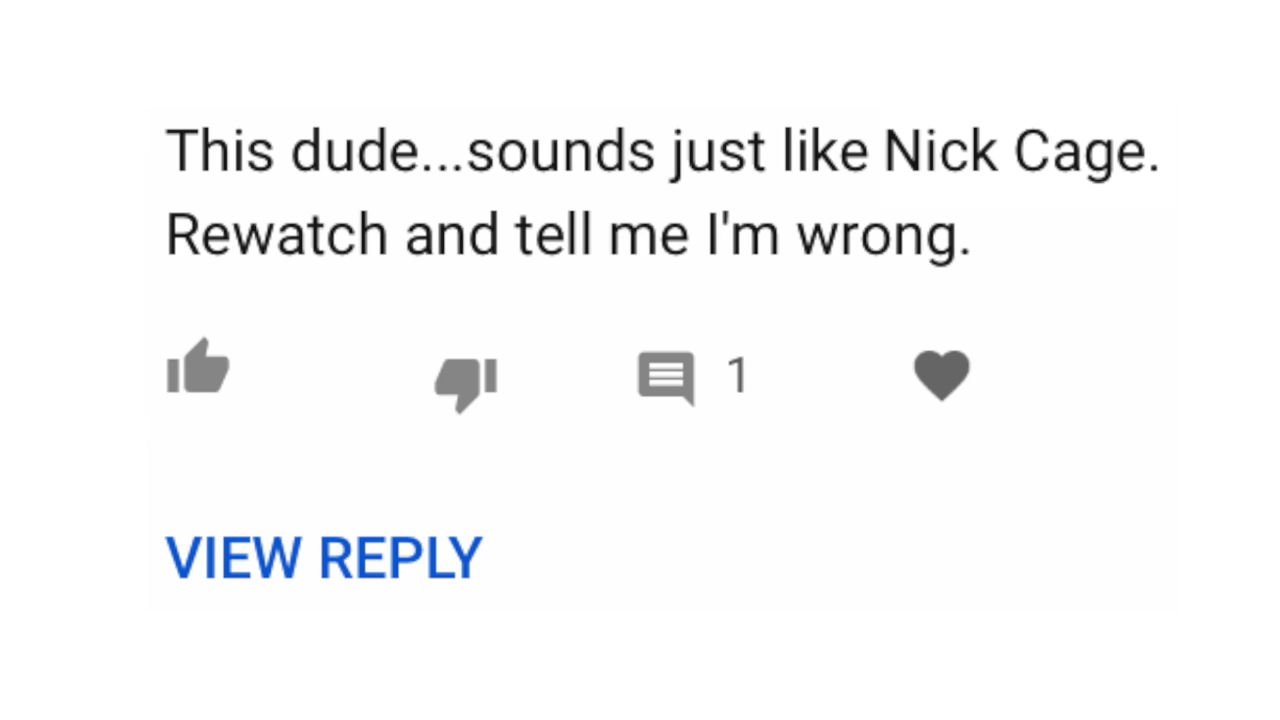 This dude...sounds just like Nick Cage.
Rewatch and tell me I'm wrong.
1
VIEW REPLY